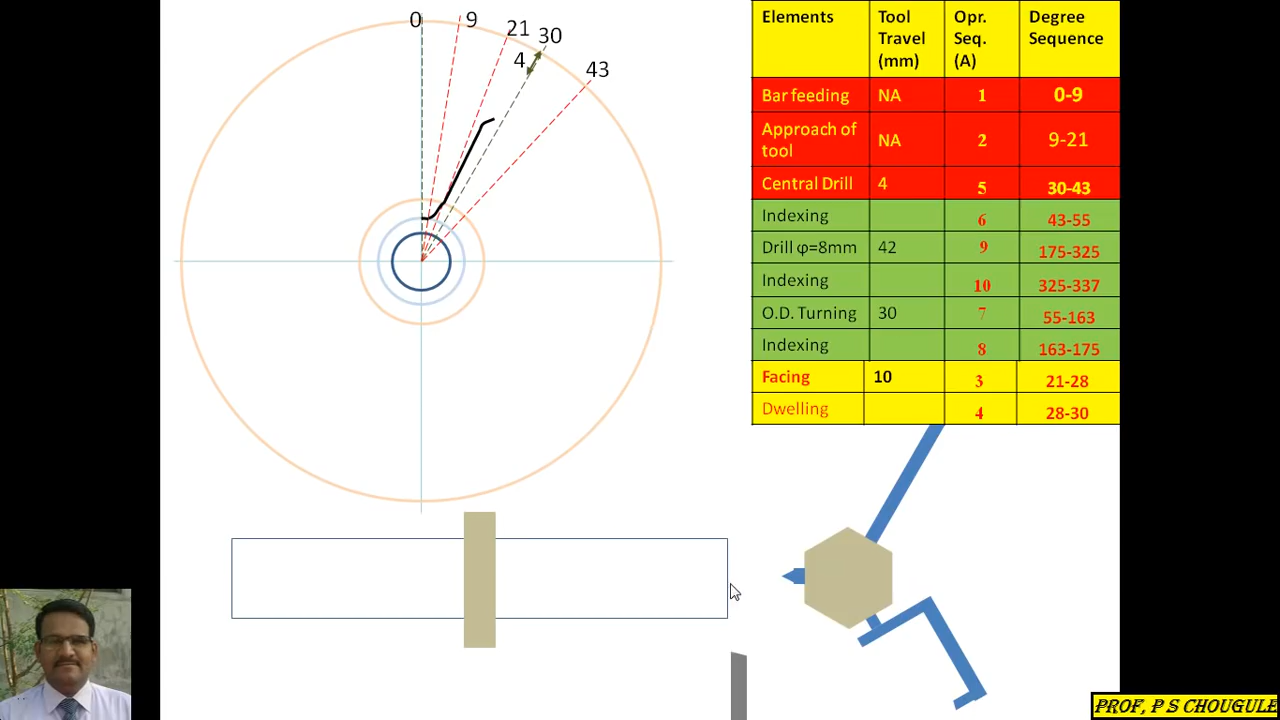 0
9
21
30
4
43
Elements Tool Travel (mm) Opr. Seq. (A) Degree Sequence
Bar feeding NA 1 0-9
Approach of tool NA 2 9-21
Central Drill 4 5 30-43
Indexing 6 43-55
Drill φ=8mm 42 9 175-325
Indexing 10 325-337
O.D. Turning 30 7 55-163
Indexing 8 163-175
Facing 10 3 21-28
Dwelling 4 28-30
PROF, P S CHOUGULE